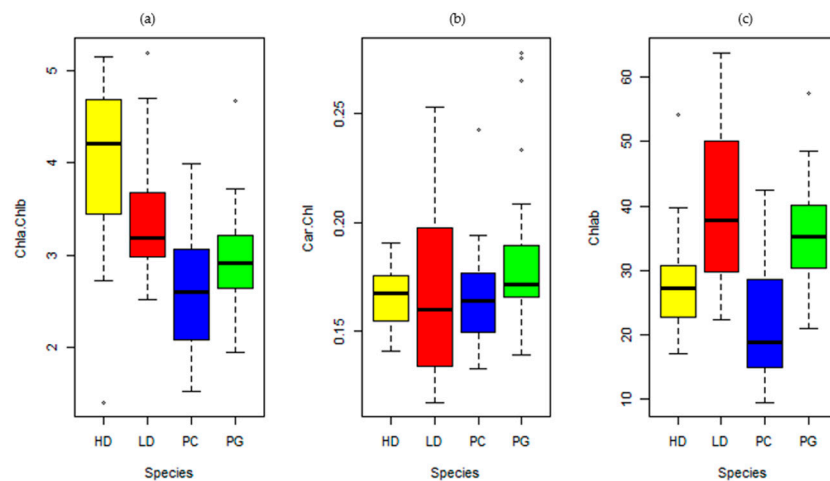 (a)
Chla.Chlb
5
4
3
2
HD LD PC PG
Species
(b)
Car.Chl
0.25
0.20
0.15
HD LD PC PG
Species
(c)
Chlab
60
50
40
30
20
10
HD LD PC PG
Species